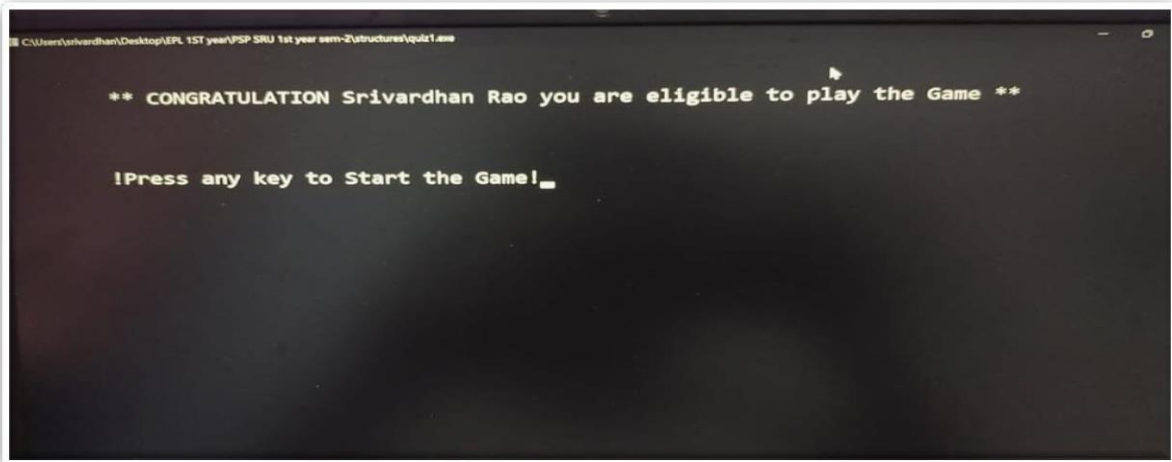 C:\Users\srivardhan\Desktop\EPL 1ST year\PSP SRU 1st year sem-2\structures\quiz1.exe
** CONGRATULATION Srivardhan Rao you are eligible to play the Game **
!Press any key to Start the Game!_